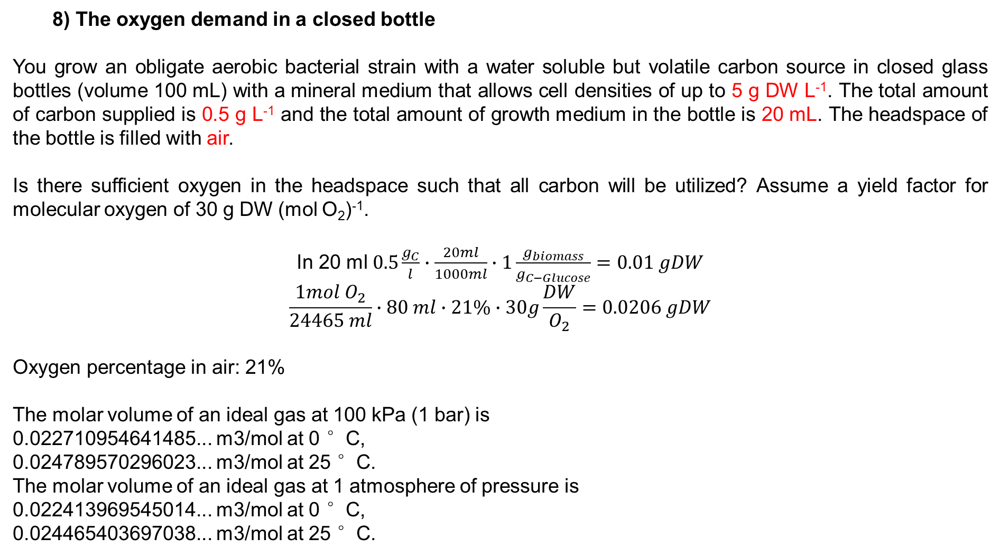 8) The oxygen demand in a closed bottle
You grow an obligate aerobic bacterial strain with a water soluble but volatile carbon source in closed glass
bottles (volume 100 mL) with a mineral medium that allows cell densities of up to 5 g DW L⁻¹. The total amount
of carbon supplied is 0.5 g L⁻¹ and the total amount of growth medium in the bottle is 20 mL. The headspace of
the bottle is filled with air.
Is there sufficient oxygen in the headspace such that all carbon will be utilized? Assume a yield factor for
molecular oxygen of 30 g DW (mol O₂)⁻¹.
In 20 ml 0.5 \frac{g_C}{l} · \frac{20ml}{1000ml} · 1 \frac{g_{biomass}}{g_{C-Glucose}} = 0.01 gDW
\frac{1mol O_2}{24465 ml} · 80 ml · 21% · 30g \frac{DW}{O_2} = 0.0206 gDW
Oxygen percentage in air: 21%
The molar volume of an ideal gas at 100 kPa (1 bar) is
0.022710954641485... m3/mol at 0 ° C,
0.024789570296023... m3/mol at 25 ° C.
The molar volume of an ideal gas at 1 atmosphere of pressure is
0.022413969545014... m3/mol at 0 ° C,
0.024465403697038... m3/mol at 25 ° C.